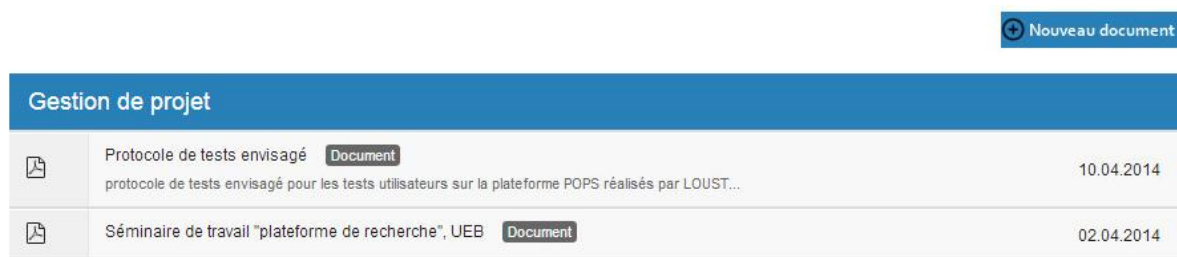 Nouveau document
Gestion de projet
Protocole de tests envisagé Document
protocole de tests envisagé pour les tests utilisateurs sur la plateforme POPS réalisés par LOUST...
10.04.2014
Séminaire de travail "plateforme de recherche", UEB Document
02.04.2014